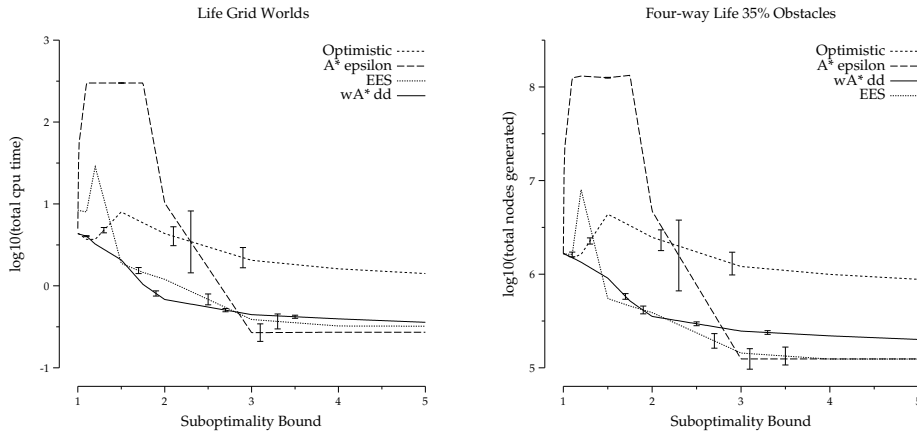 Life Grid Worlds
Optimistic
A* epsilon
EES
wA* dd
log10(total cpu time)
3
2
1
0
-1
1
2
3
4
5
Suboptimality Bound
Four-way Life 35% Obstacles
Optimistic
A* epsilon
wA* dd
EES
log10(total nodes generated)
8
7
6
5
1
2
3
4
5
Suboptimality Bound